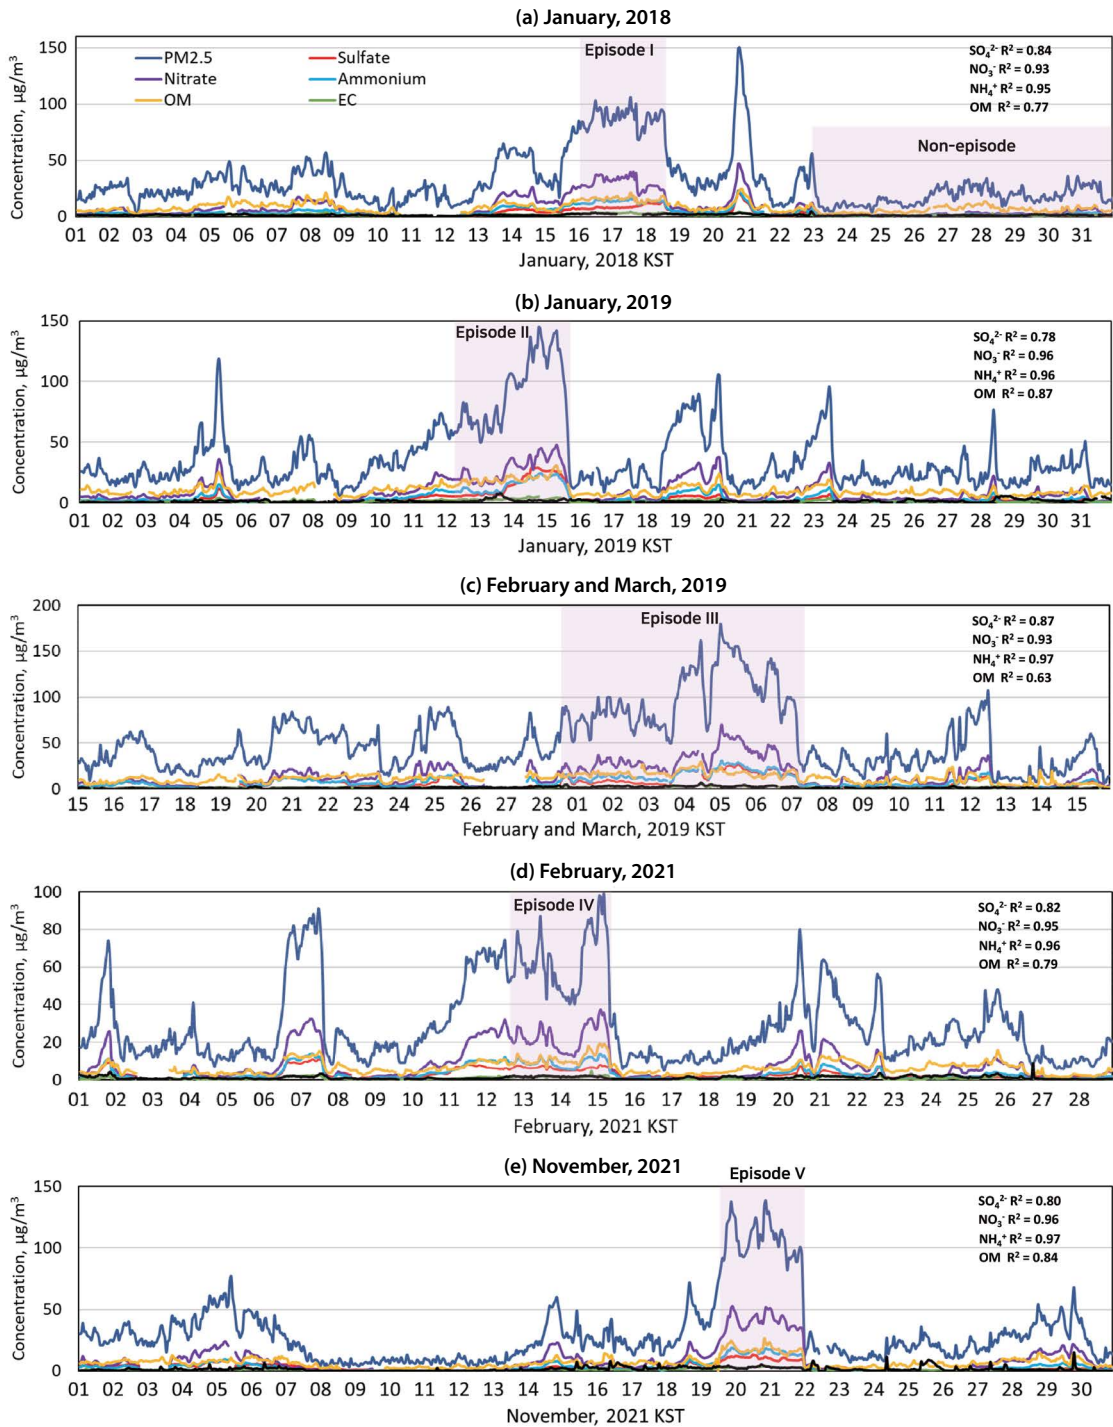 (a) January, 2018
Concentration, μg/m³
150
100
50
0
PM2.5
Sulfate
Nitrate
Ammonium
OM
EC
Episode I
Non-episode
SO₄²⁻ R² = 0.84
NO₃⁻ R² = 0.93
NH₄⁺ R² = 0.95
OM R² = 0.77
01 02 03 04 05 06 07 08 09 10 11 12 13 14 15 16 17 18 19 20 21 22 23 24 25 26 27 28 29 30 31
January, 2018 KST
(b) January, 2019
Concentration, μg/m³
150
100
50
0
Episode II
SO₄²⁻ R² = 0.78
NO₃⁻ R² = 0.96
NH₄⁺ R² = 0.96
OM R² = 0.87
01 02 03 04 05 06 07 08 09 10 11 12 13 14 15 16 17 18 19 20 21 22 23 24 25 26 27 28 29 30 31
January, 2019 KST
(c) February and March, 2019
Concentration, μg/m³
200
150
100
50
0
Episode III
SO₄²⁻ R² = 0.87
NO₃⁻ R² = 0.93
NH₄⁺ R² = 0.97
OM R² = 0.63
15 16 17 18 19 20 21 22 23 24 25 26 27 28 01 02 03 04 05 06 07 08 09 10 11 12 13 14 15
February and March, 2019 KST
(d) February, 2021
Concentration, μg/m³
100
80
60
40
20
0
Episode IV
SO₄²⁻ R² = 0.82
NO₃⁻ R² = 0.95
NH₄⁺ R² = 0.96
OM R² = 0.79
01 02 03 04 05 06 07 08 09 10 11 12 13 14 15 16 17 18 19 20 21 22 23 24 25 26 27 28
February, 2021 KST
(e) November, 2021
Concentration, μg/m³
150
100
50
0
Episode V
SO₄²⁻ R² = 0.80
NO₃⁻ R² = 0.96
NH₄⁺ R² = 0.97
OM R² = 0.84
01 02 03 04 05 06 07 08 09 10 11 12 13 14 15 16 17 18 19 20 21 22 23 24 25 26 27 28 29 30
November, 2021 KST